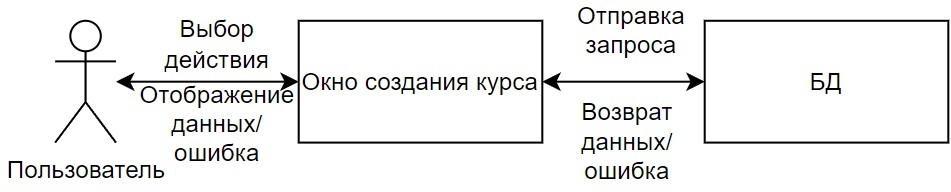 Выбор
действия
Отображение
данных/
ошибка
Пользователь
Окно создания курса
Отправка
запроса
Возврат
данных/
ошибка
БД